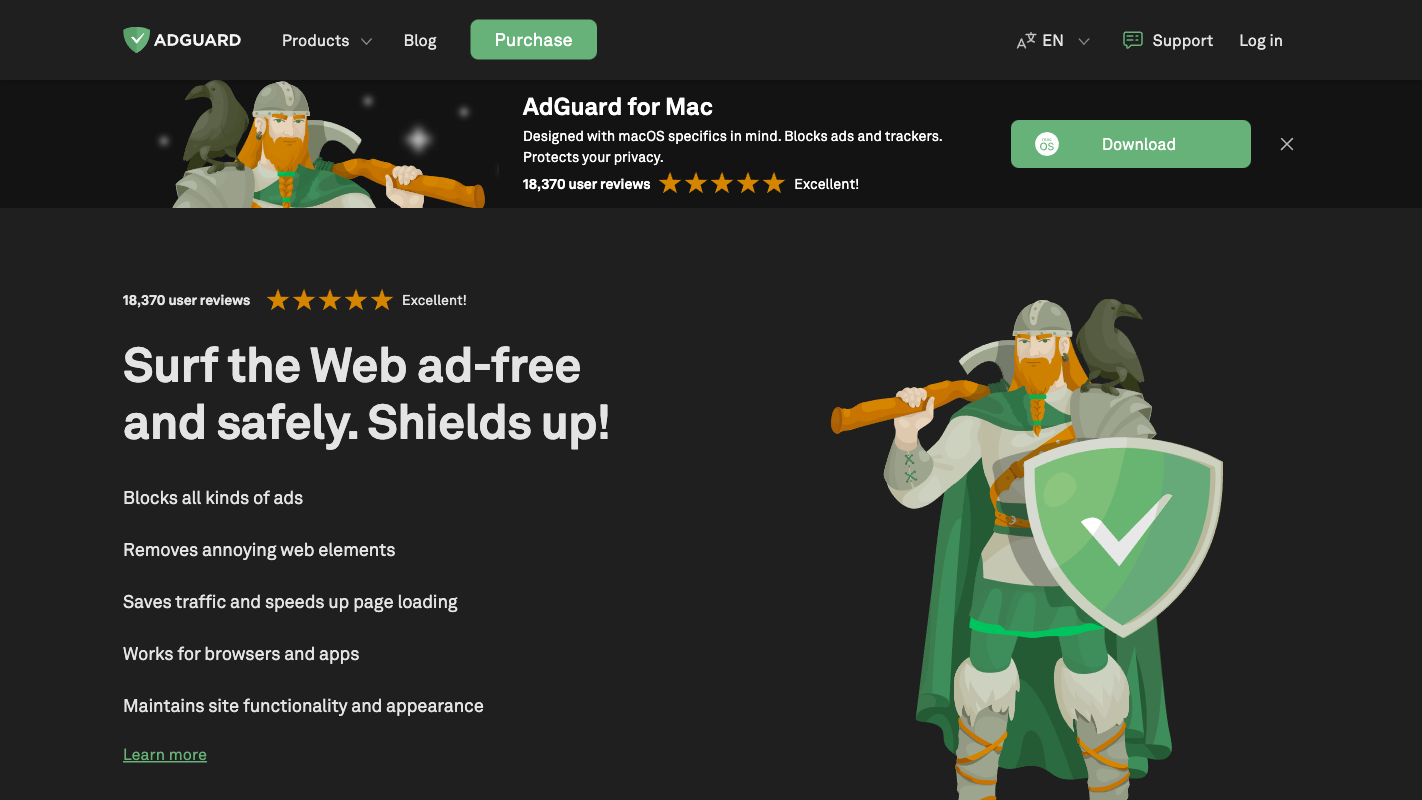 ADGUARD
Products
Blog
Purchase
EN
Support
Log in
AdGuard for Mac
Designed with macOS specifics in mind. Blocks ads and trackers.
Protects your privacy.
18,370 user reviews
Excellent!
Download
18,370 user reviews
Excellent!
Surf the Web ad-free
and safely. Shields up!
Blocks all kinds of ads
Removes annoying web elements
Saves traffic and speeds up page loading
Works for browsers and apps
Maintains site functionality and appearance
Learn more